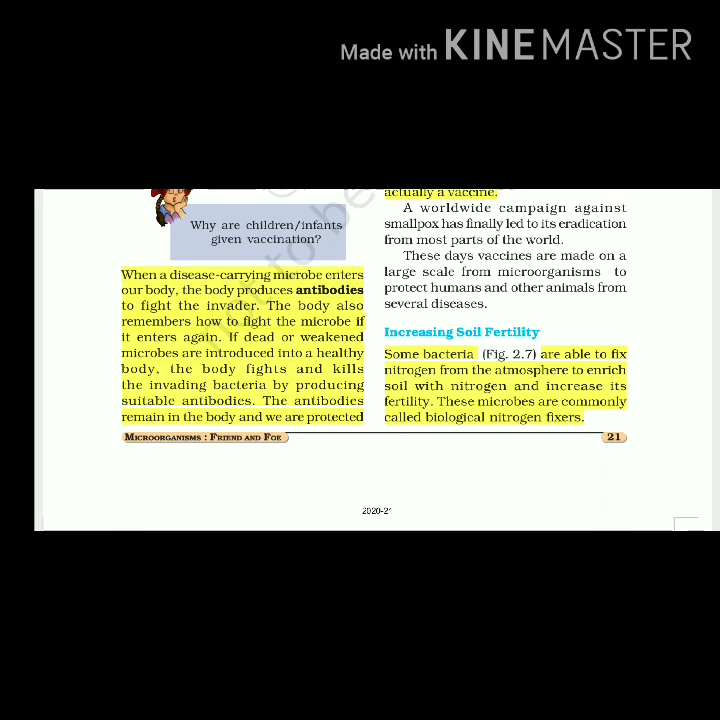 Made with KINEMASTER
Why are children/infants
given vaccination?
When a disease-carrying microbe enters
our body, the body produces antibodies
to fight the invader. The body also
remembers how to fight the microbe if
it enters again. If dead or weakened
microbes are introduced into a healthy
body, the body fights and kills
the invading bacteria by producing
suitable antibodies. The antibodies
remain in the body and we are protected
actually a vaccine.
A worldwide campaign against
smallpox has finally led to its eradication
from most parts of the world.
These days vaccines are made on a
large scale from microorganisms to
protect humans and other animals from
several diseases.
Increasing Soil Fertility
Some bacteria (Fig. 2.7) are able to fix
nitrogen from the atmosphere to enrich
soil with nitrogen and increase its
fertility. These microbes are commonly
called biological nitrogen fixers.
MICROORGANISMS : FRIEND AND FOE
21
2020-21
not to be